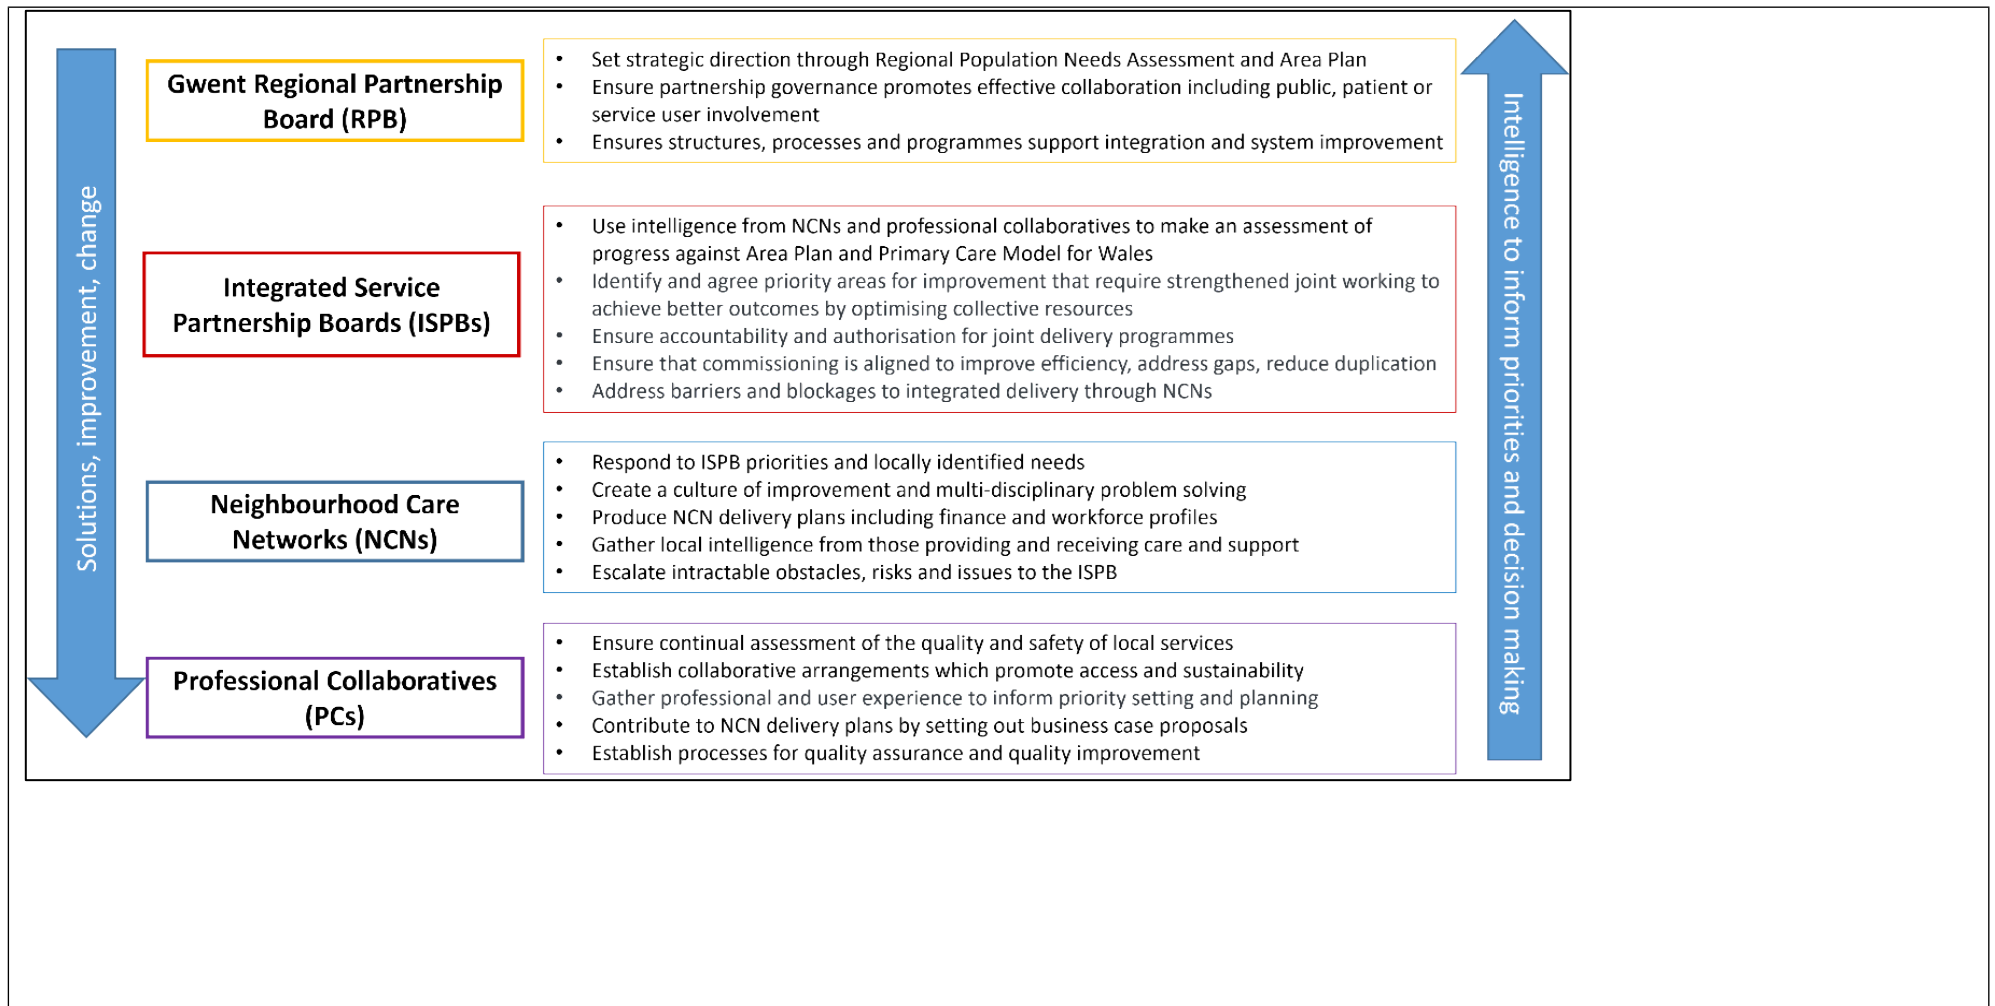 Solutions, improvement, change
Gwent Regional Partnership
Board (RPB)
• Set strategic direction through Regional Population Needs Assessment and Area Plan
• Ensure partnership governance promotes effective collaboration including public, patient or
service user involvement
• Ensures structures, processes and programmes support integration and system improvement
Integrated Service
Partnership Boards (ISPBs)
• Use intelligence from NCNs and professional collaboratives to make an assessment of
progress against Area Plan and Primary Care Model for Wales
• Identify and agree priority areas for improvement that require strengthened joint working to
achieve better outcomes by optimising collective resources
• Ensure accountability and authorisation for joint delivery programmes
• Ensure that commissioning is aligned to improve efficiency, address gaps, reduce duplication
• Address barriers and blockages to integrated delivery through NCNs
Neighbourhood Care
Networks (NCNs)
• Respond to ISPB priorities and locally identified needs
• Create a culture of improvement and multi-disciplinary problem solving
• Produce NCN delivery plans including finance and workforce profiles
• Gather local intelligence from those providing and receiving care and support
• Escalate intractable obstacles, risks and issues to the ISPB
Professional Collaboratives
(PCs)
• Ensure continual assessment of the quality and safety of local services
• Establish collaborative arrangements which promote access and sustainability
• Gather professional and user experience to inform priority setting and planning
• Contribute to NCN delivery plans by setting out business case proposals
• Establish processes for quality assurance and quality improvement
Intelligence to inform priorities and decision making